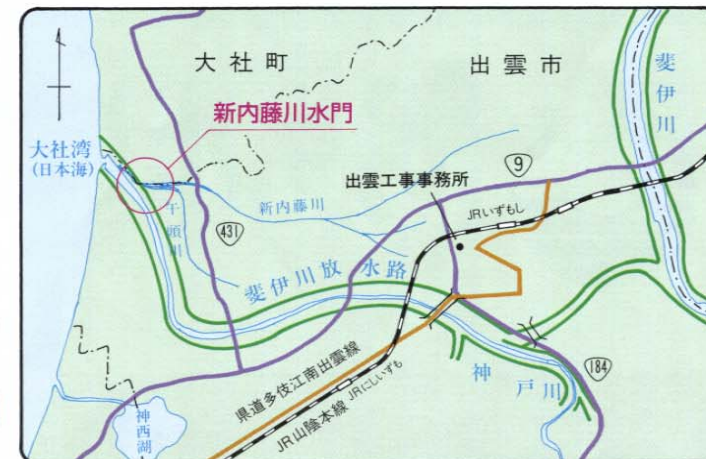 大社町
出雲市
斐伊川
新内藤川水門
大社湾
(日本海)
9
出雲工事事務所
JRいずもし
新内藤川
十頭川
431
斐伊川放水路
県道多伎江南出雲線
JR山陰本線
JRにしいずも
神戸川
184
神西湖